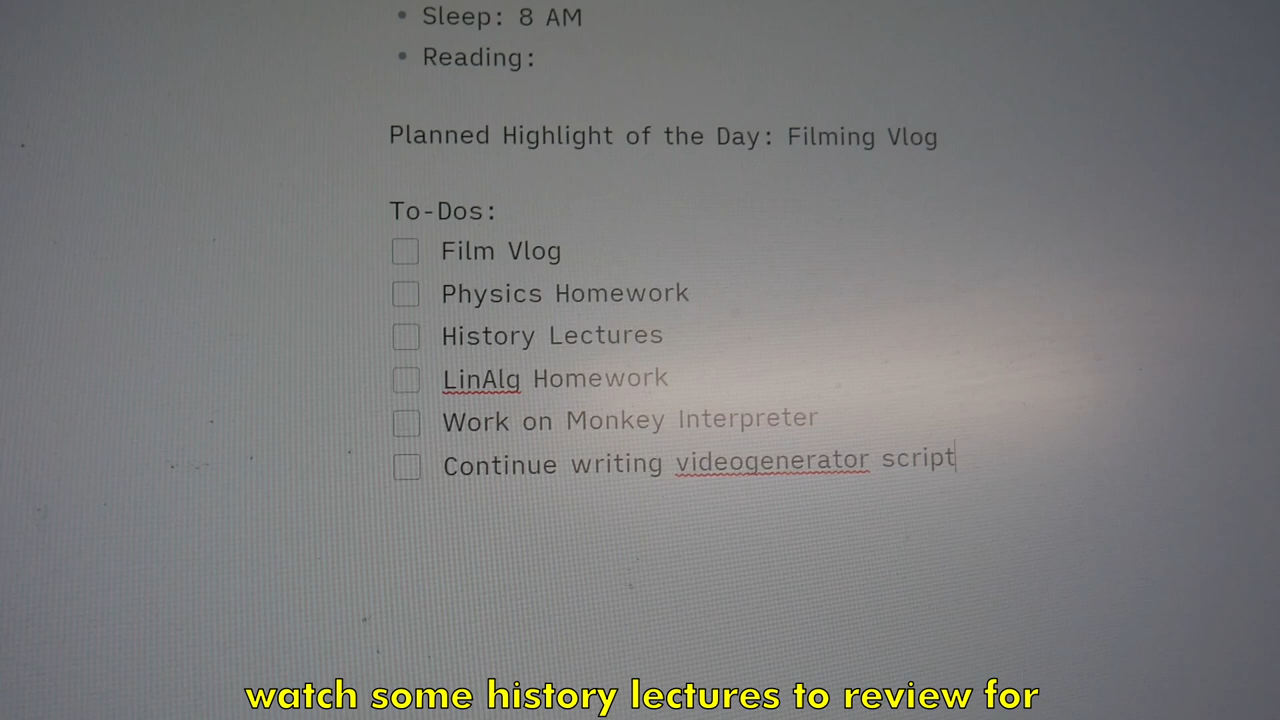 • Sleep: 8 AM
• Reading:
Planned Highlight of the Day: Filming Vlog
To-Dos:
Film Vlog
Physics Homework
History Lectures
LinAlg Homework
Work on Monkey Interpreter
Continue writing videogenerator script
watch some history lectures to review for